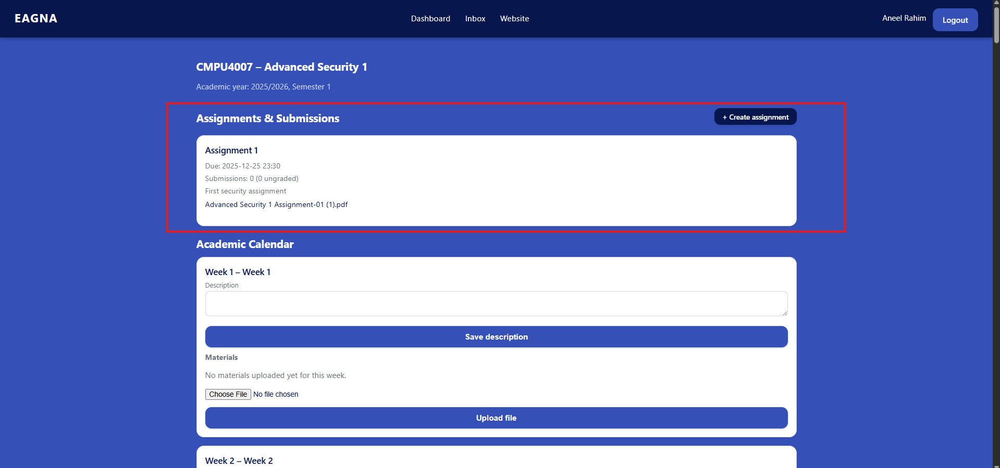 EAGNA
Dashboard Inbox Website
Aneel Rahim
Logout
CMPU4007 – Advanced Security 1
Academic year: 2025/2026, Semester 1
Assignments & Submissions
+ Create assignment
Assignment 1
Due: 2025-12-25 23:30
Submissions: 0 (0 ungraded)
First security assignment
Advanced Security 1 Assignment-01 (1).pdf
Academic Calendar
Week 1 – Week 1
Description
Save description
Materials
No materials uploaded yet for this week.
Choose File No file chosen
Upload file
Week 2 – Week 2